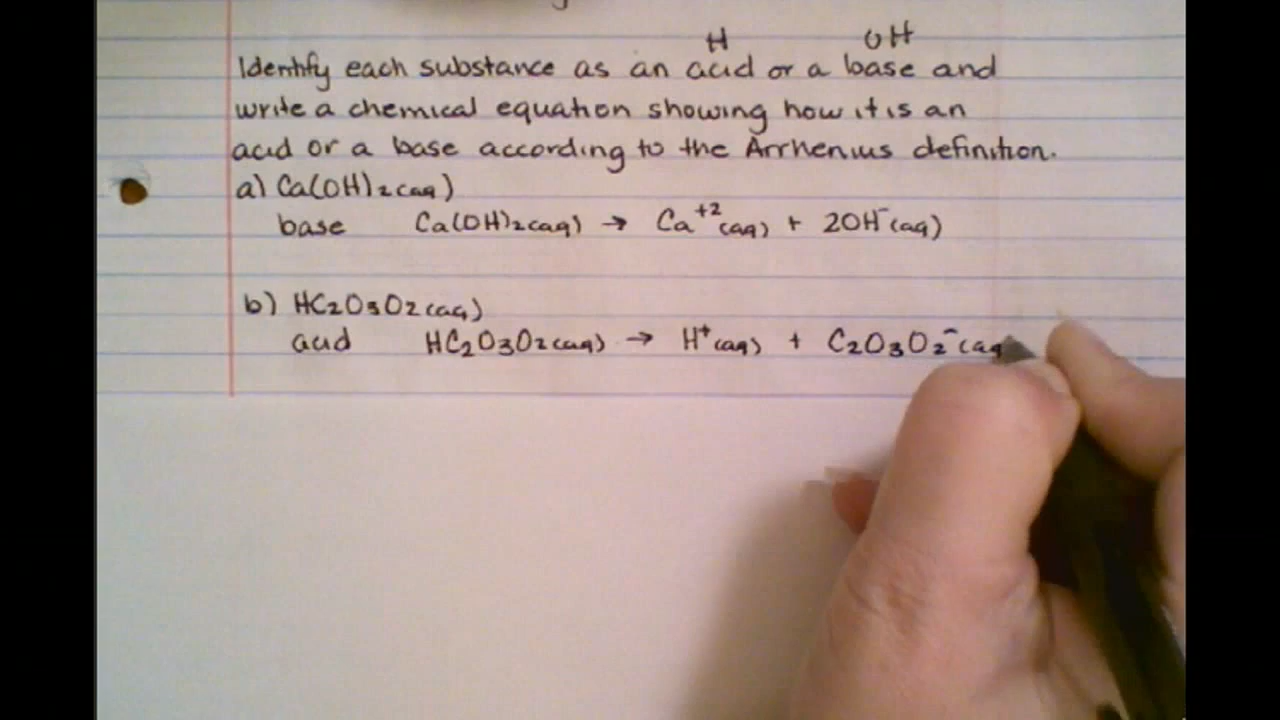 H OH
Identify each substance as an acid or a base and
write a chemical equation showing how it is an
acid or a base according to the Arrhenius definition.
a) Ca(OH)₂(aq)
base Ca(OH)₂(aq) → Ca⁺²(aq) + 2OH⁻(aq)
b) HC₂O₃O₂(aq)
acid HC₂O₃O₂(aq) → H⁺(aq) + C₂O₃O₂⁻(aq